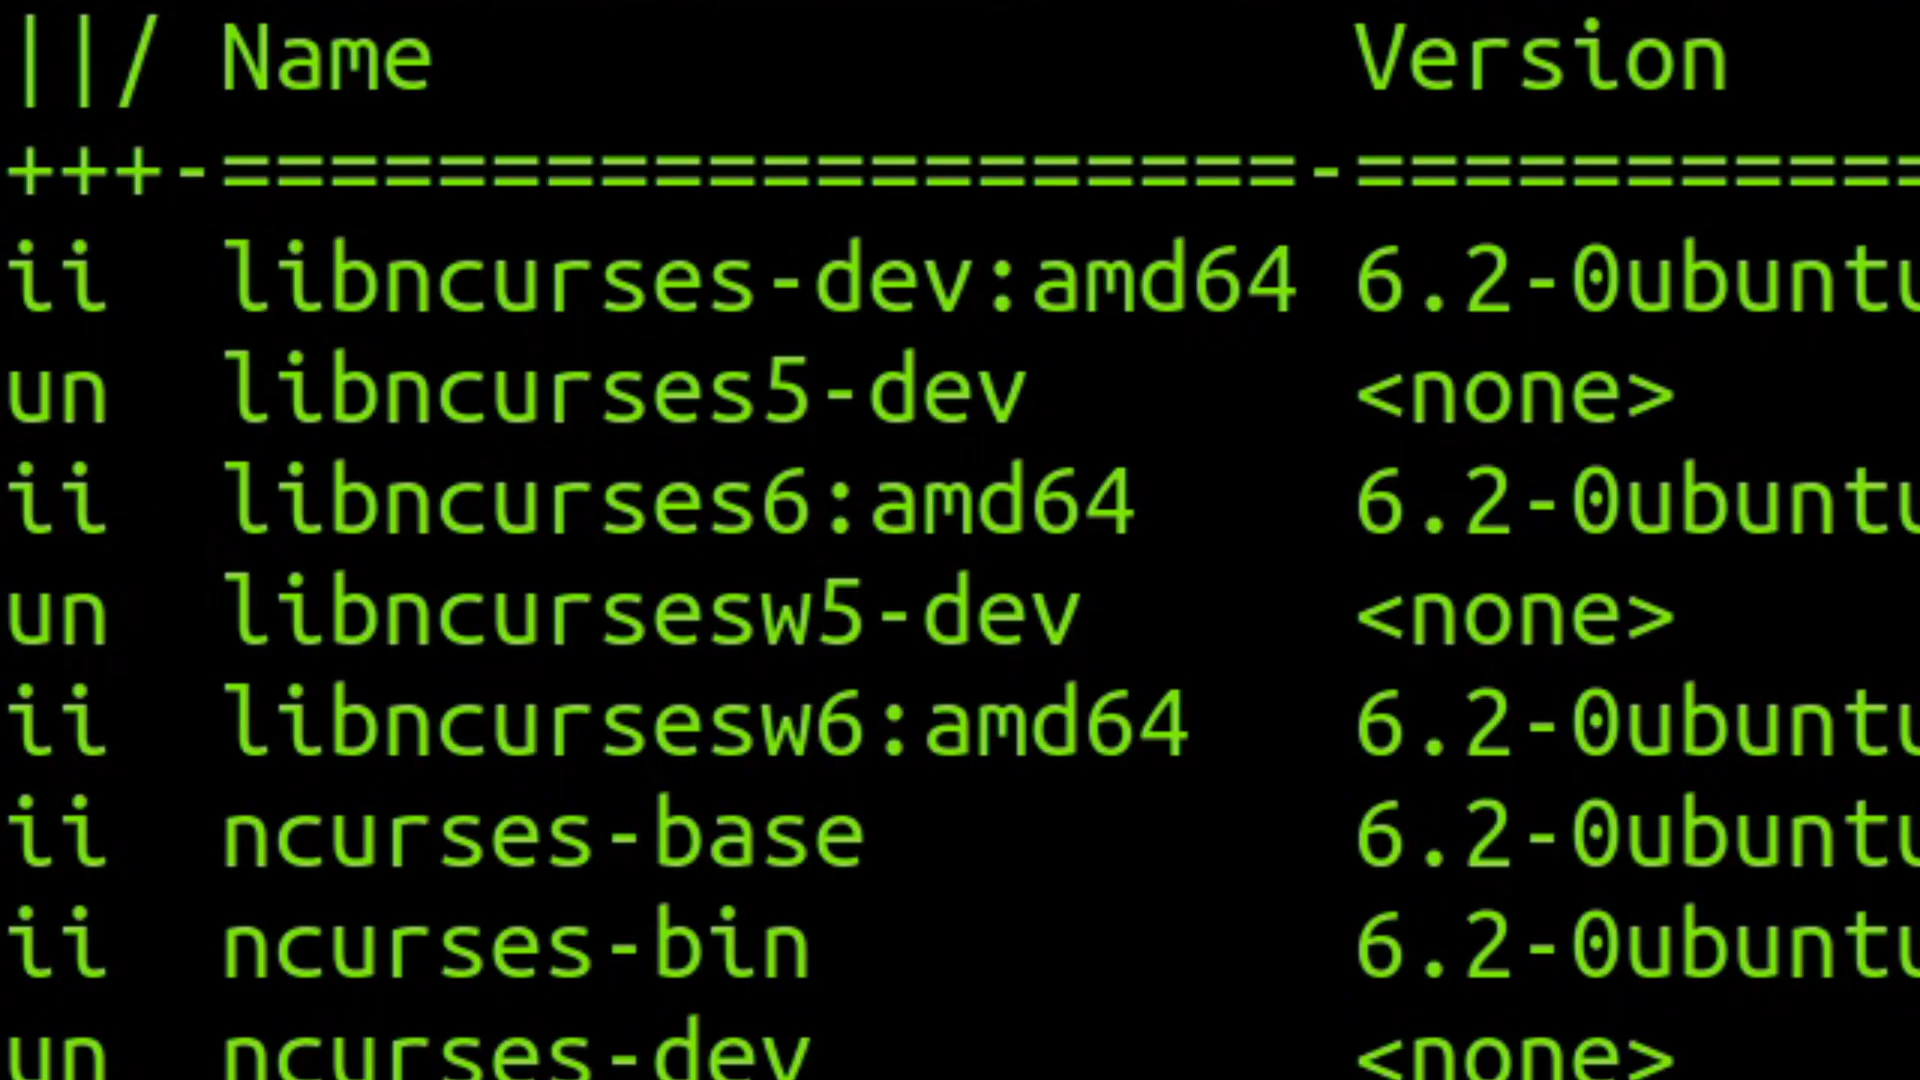 ||/ Name                 Version
+++-====================-===========
ii  libncurses-dev:amd64 6.2-0ubuntu
un  libncurses5-dev      <none>
ii  libncurses6:amd64    6.2-0ubuntu
un  libncursesw5-dev     <none>
ii  libncursesw6:amd64   6.2-0ubuntu
ii  ncurses-base         6.2-0ubuntu
ii  ncurses-bin          6.2-0ubuntu
un  ncurses-dev          <none>